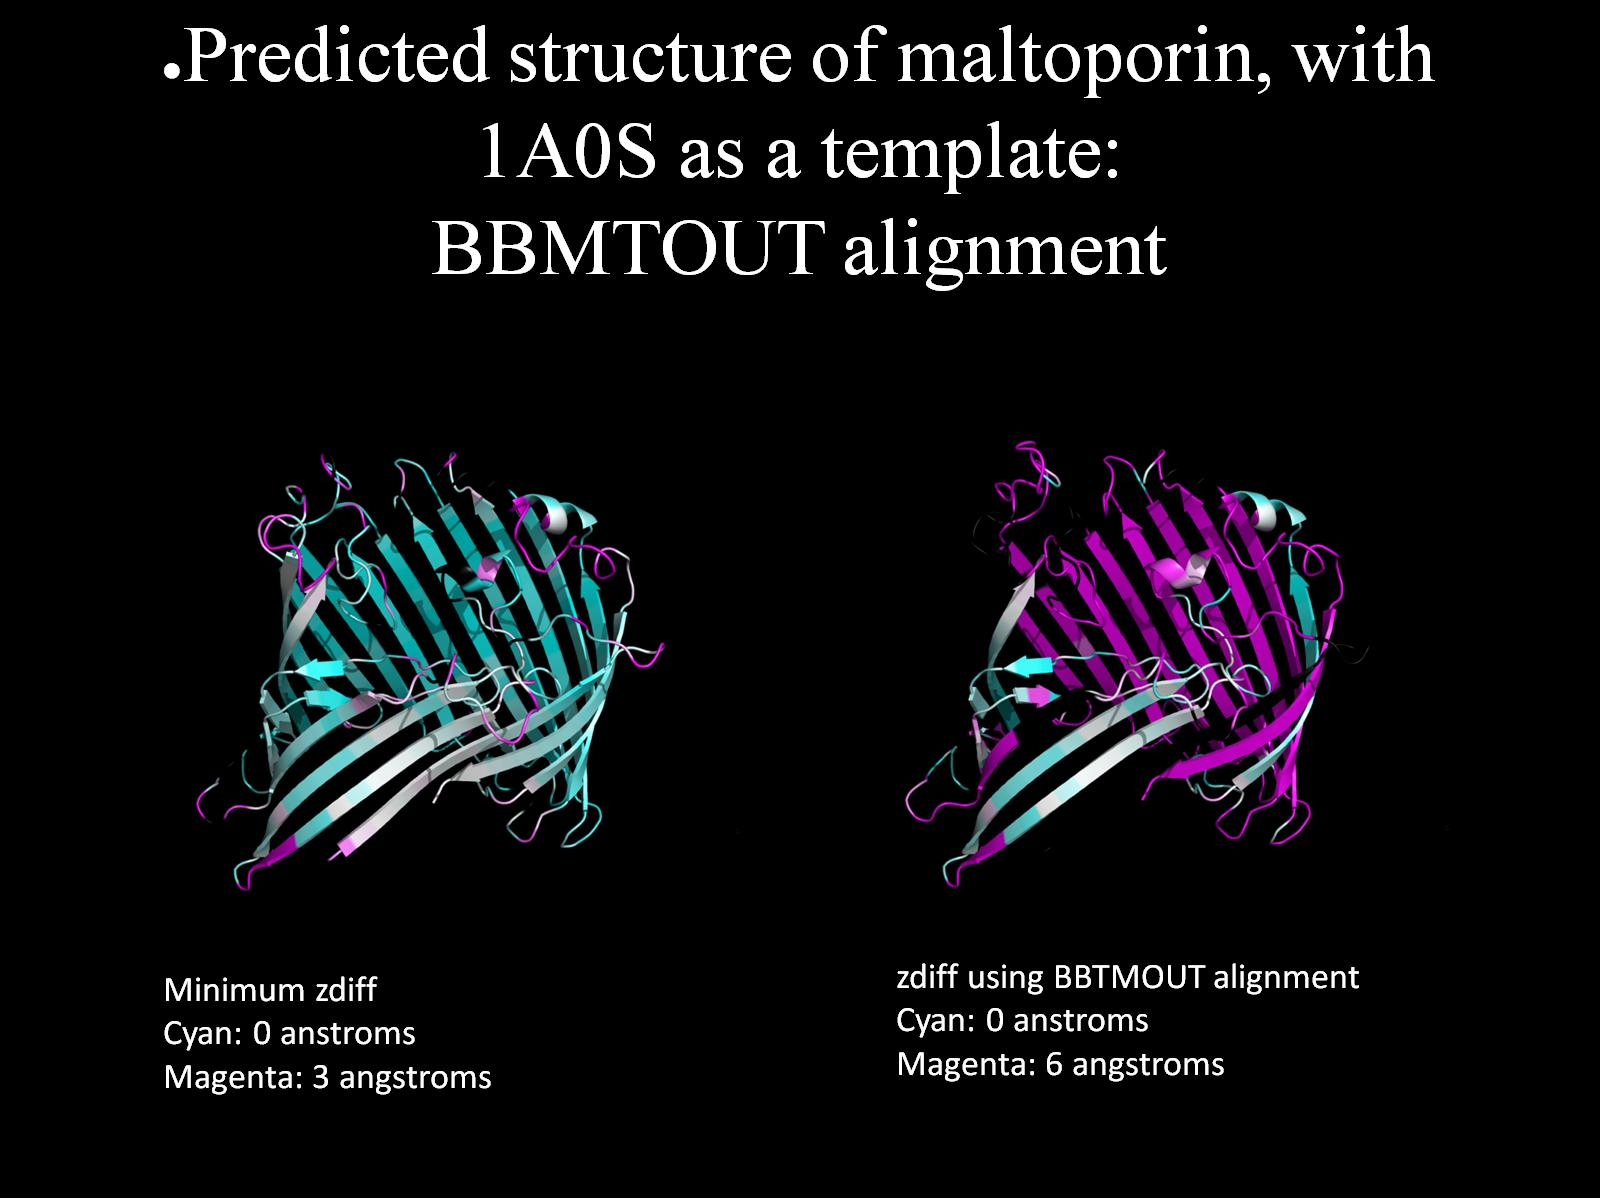 •Predicted structure of maltoporin, with
1A0S as a template:
BBMTOUT alignment
Minimum zdiff
Cyan: 0 anstroms
Magenta: 3 angstroms
zdiff using BBTMOUT alignment
Cyan: 0 anstroms
Magenta: 6 angstroms